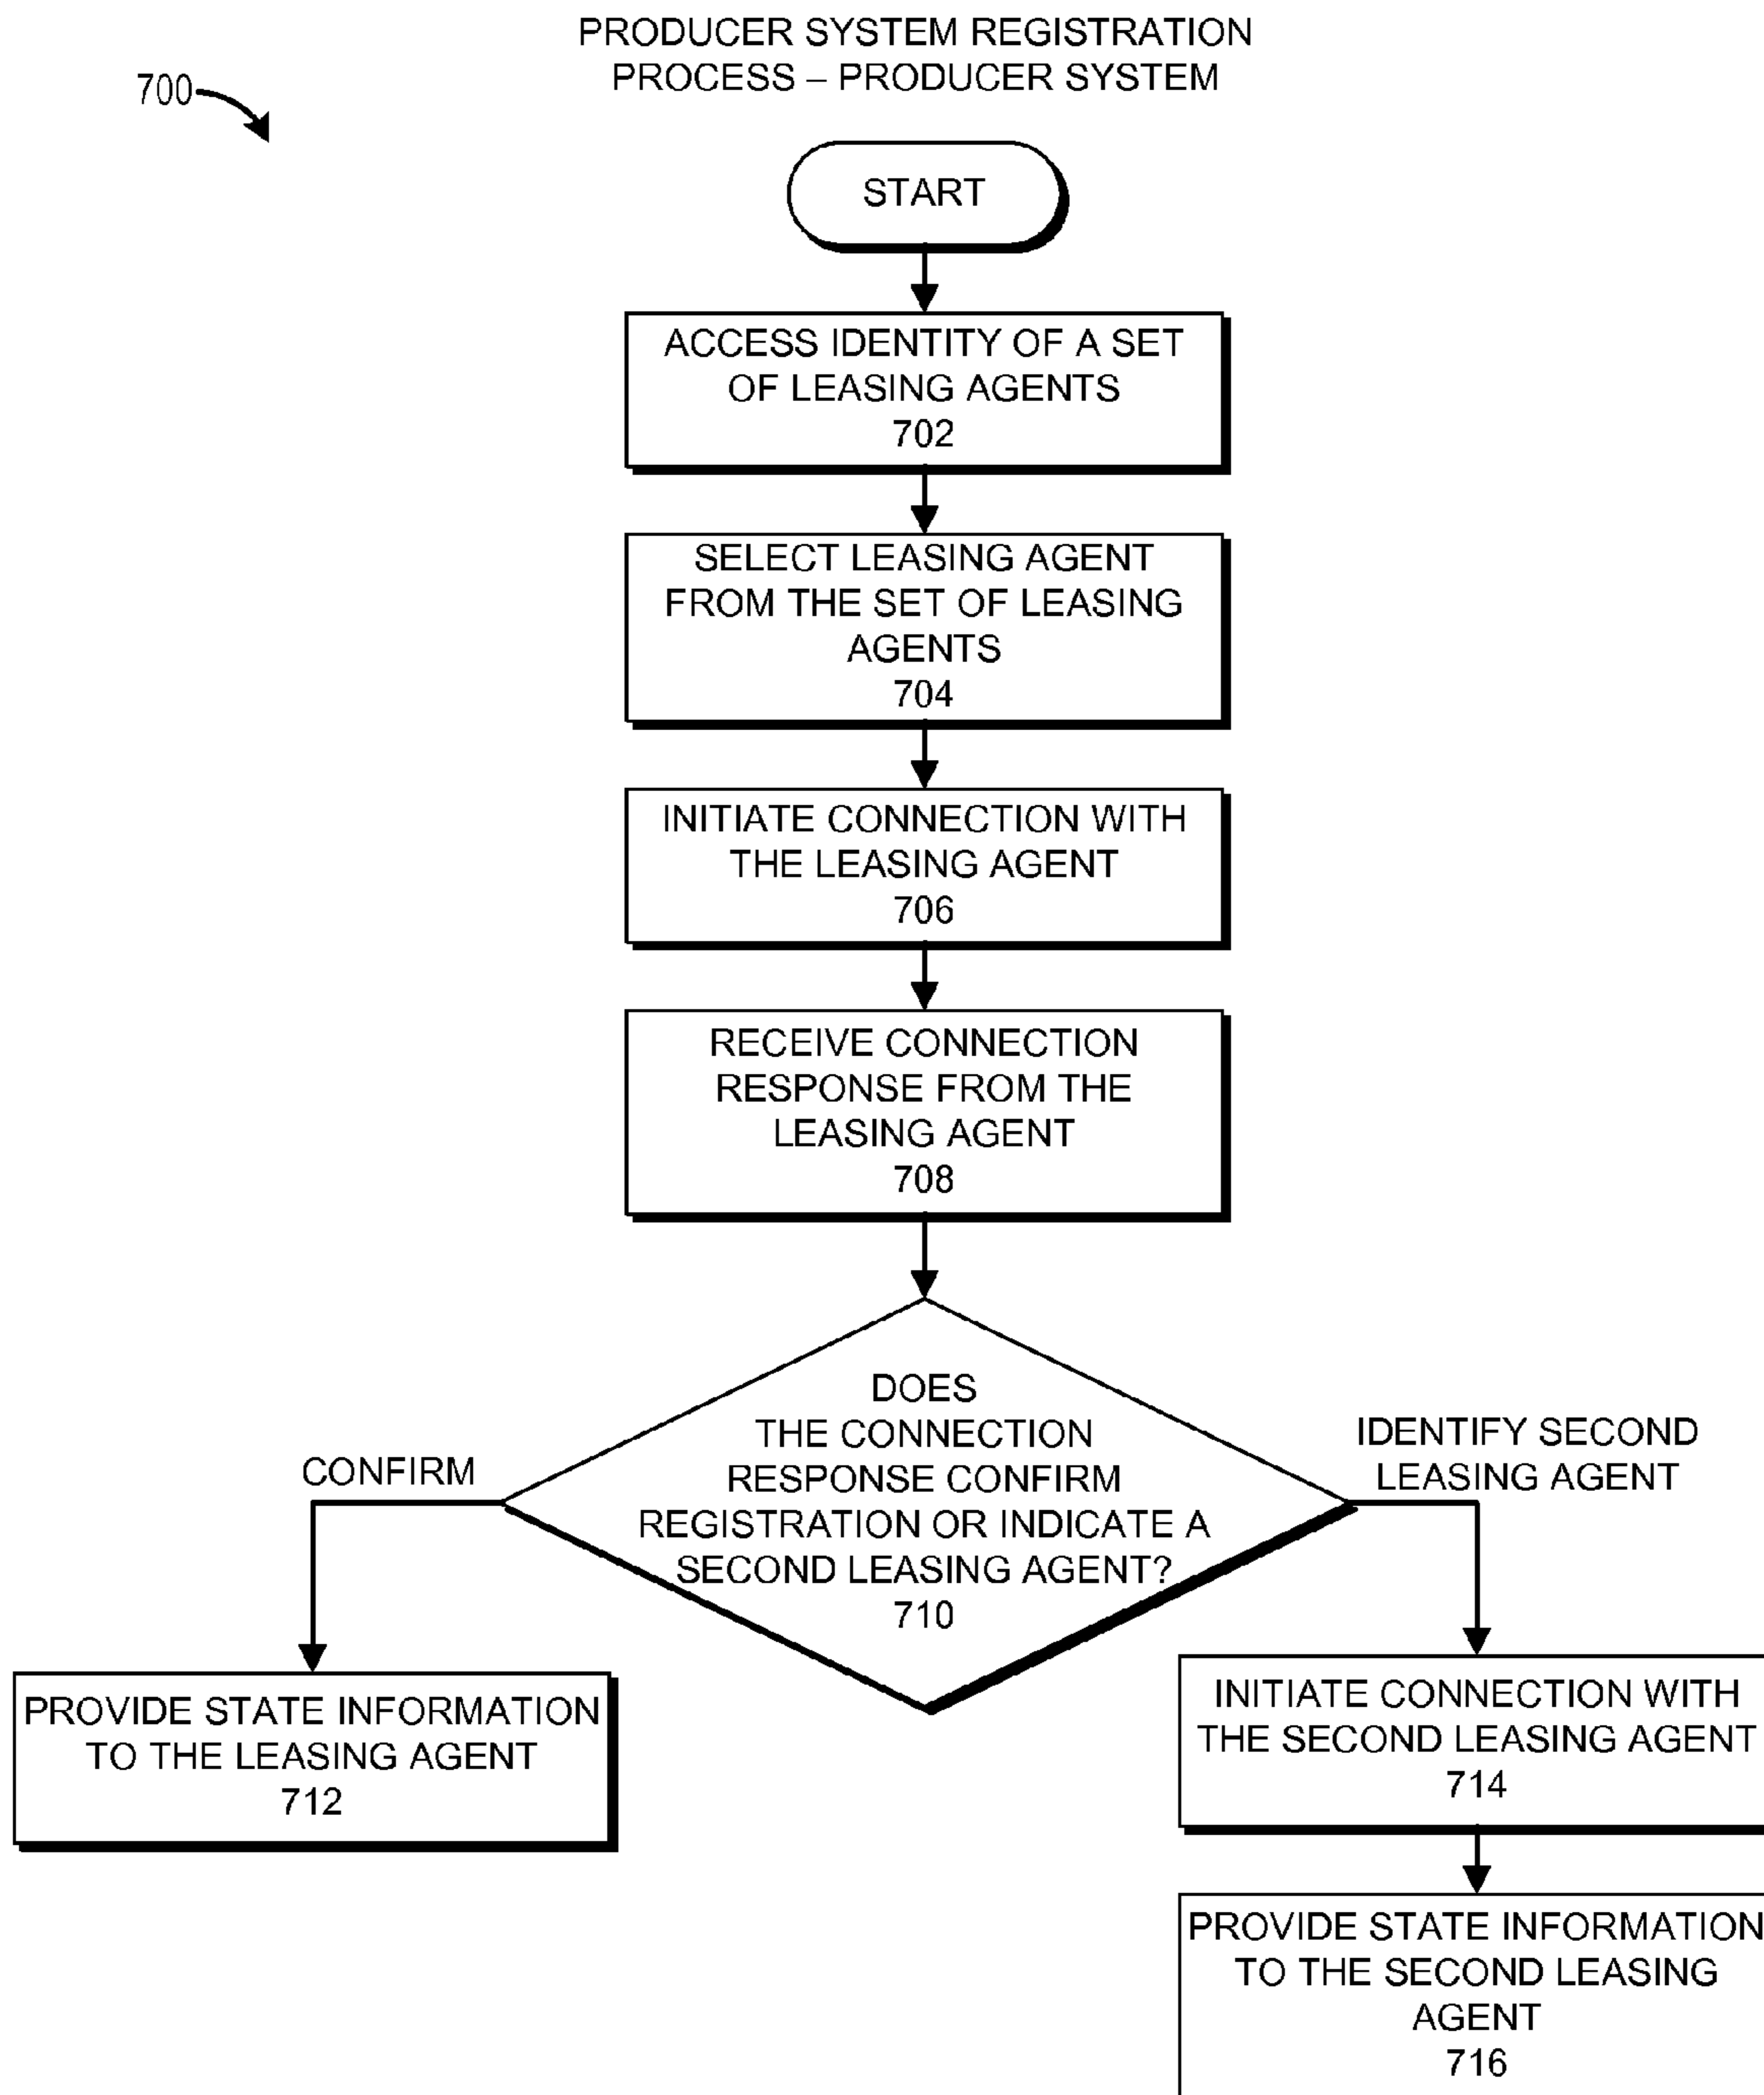 PRODUCER SYSTEM REGISTRATION
PROCESS – PRODUCER SYSTEM
700
START
ACCESS IDENTITY OF A SET
OF LEASING AGENTS
702
SELECT LEASING AGENT
FROM THE SET OF LEASING
AGENTS
704
INITIATE CONNECTION WITH
THE LEASING AGENT
706
RECEIVE CONNECTION
RESPONSE FROM THE
LEASING AGENT
708
DOES
THE CONNECTION
RESPONSE CONFIRM
REGISTRATION OR INDICATE A
SECOND LEASING AGENT?
710
CONFIRM
IDENTIFY SECOND
LEASING AGENT
PROVIDE STATE INFORMATION
TO THE LEASING AGENT
712
INITIATE CONNECTION WITH
THE SECOND LEASING AGENT
714
PROVIDE STATE INFORMATION
TO THE SECOND LEASING
AGENT
716